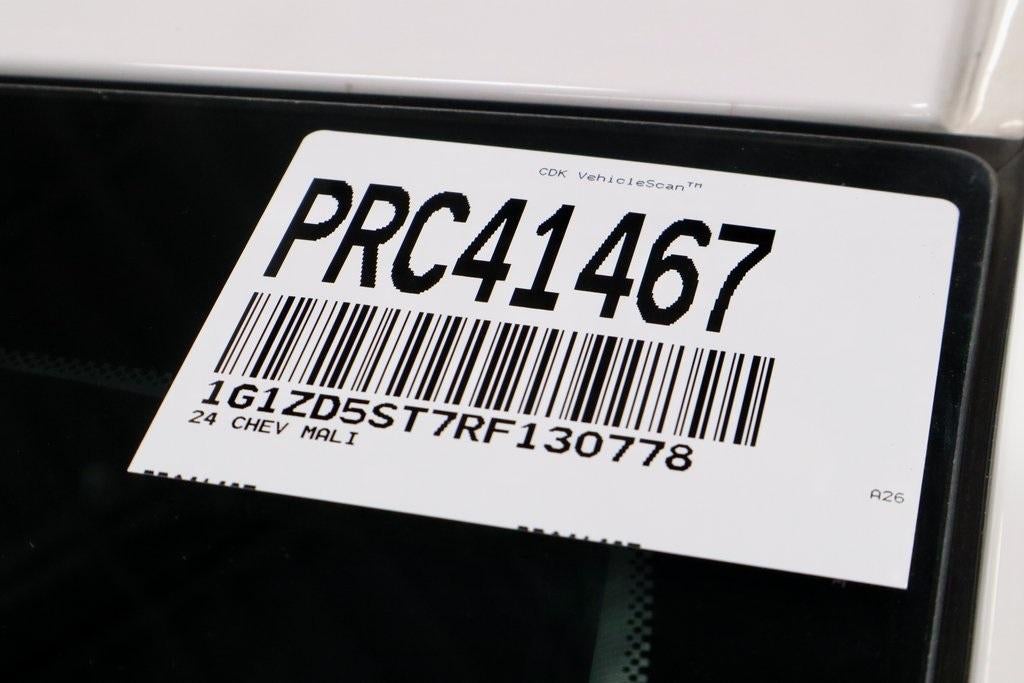 CDK VehicleScan™
PRC41467
1G1ZD5ST7RF130778
24 CHEV MALI
A26